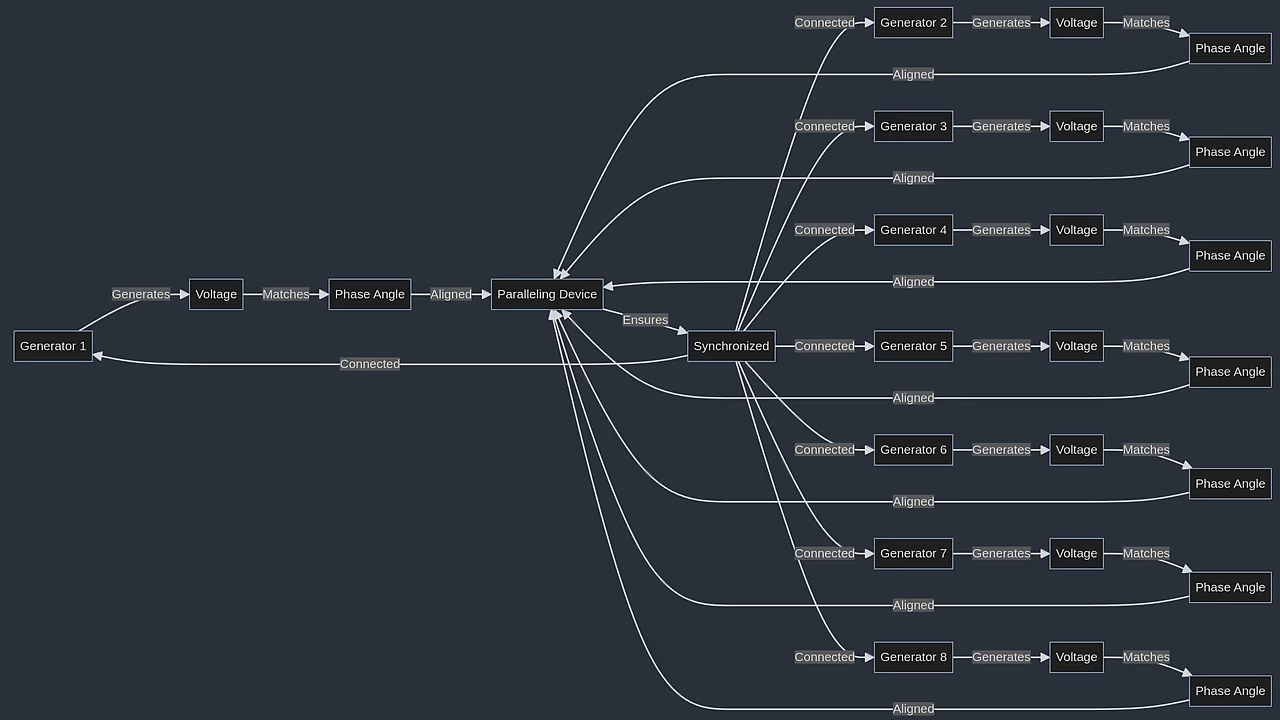 Connected
Generator 2
Generates
Voltage
Matches
Phase Angle
Aligned
Connected
Generator 3
Generates
Voltage
Matches
Phase Angle
Aligned
Connected
Generator 4
Generates
Voltage
Matches
Phase Angle
Aligned
Generates
Voltage
Matches
Phase Angle
Aligned
Paralleling Device
Ensures
Generator 1
Synchronized
Connected
Generator 5
Generates
Voltage
Matches
Phase Angle
Connected
Aligned
Connected
Generator 6
Generates
Voltage
Matches
Phase Angle
Aligned
Connected
Generator 7
Generates
Voltage
Matches
Phase Angle
Aligned
Connected
Generator 8
Generates
Voltage
Matches
Phase Angle
Aligned